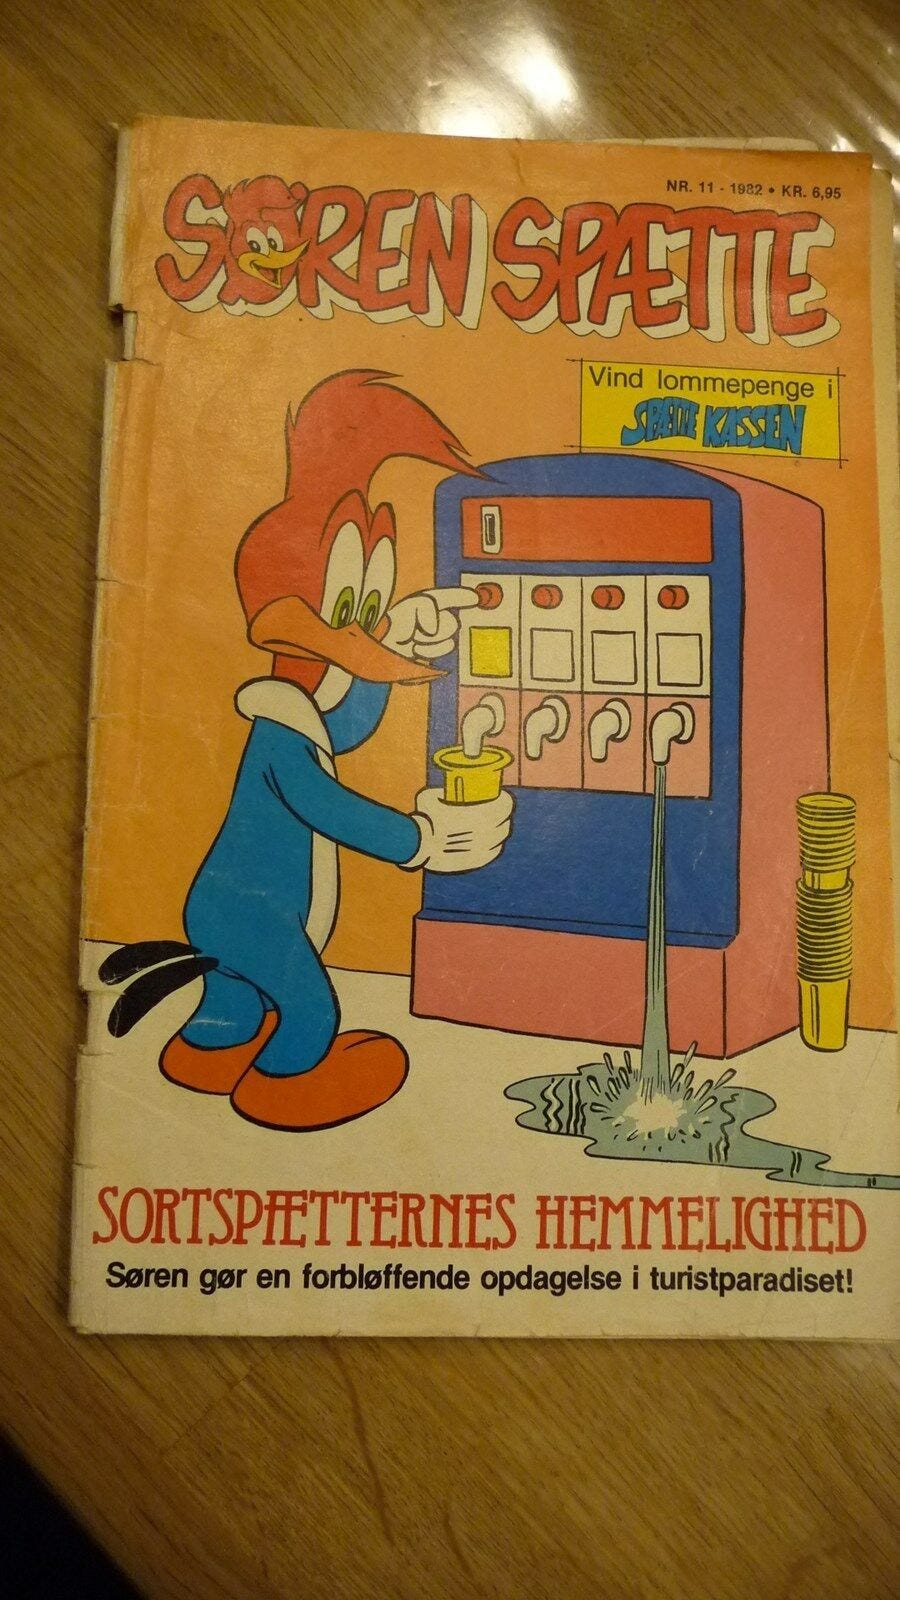 NR. 11 - 1982 • KR. 6,95
SØREN SPÆTTE
Vind lommepenge i
SPÆTTE KASSEN
SORTSPÆTTERNES HEMMELIGHED
Søren gør en forbløffende opdagelse i turistparadiset!